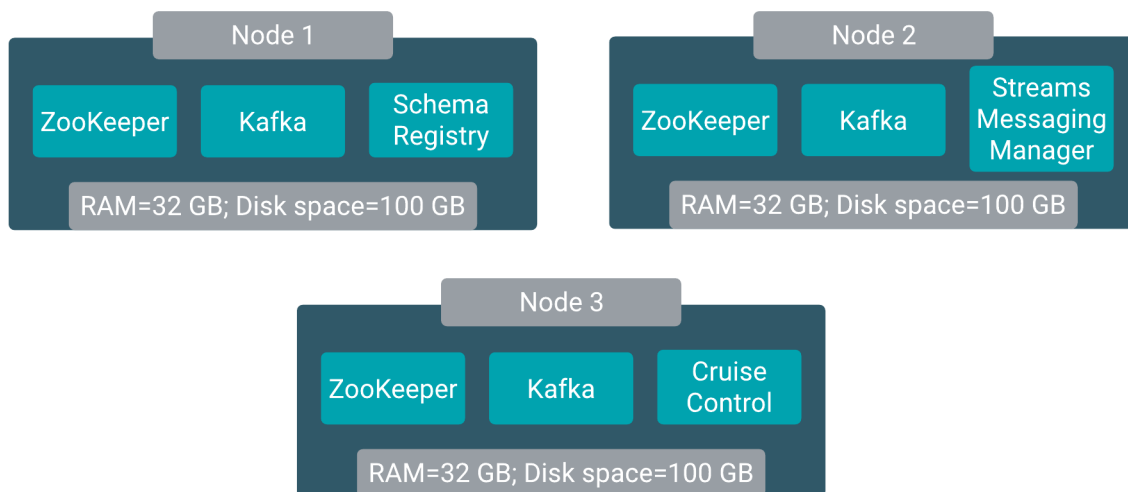 Node 1
ZooKeeper
Kafka
Schema
Registry
RAM=32 GB; Disk space=100 GB
Node 2
ZooKeeper
Kafka
Streams
Messaging
Manager
RAM=32 GB; Disk space=100 GB
Node 3
ZooKeeper
Kafka
Cruise
Control
RAM=32 GB; Disk space=100 GB